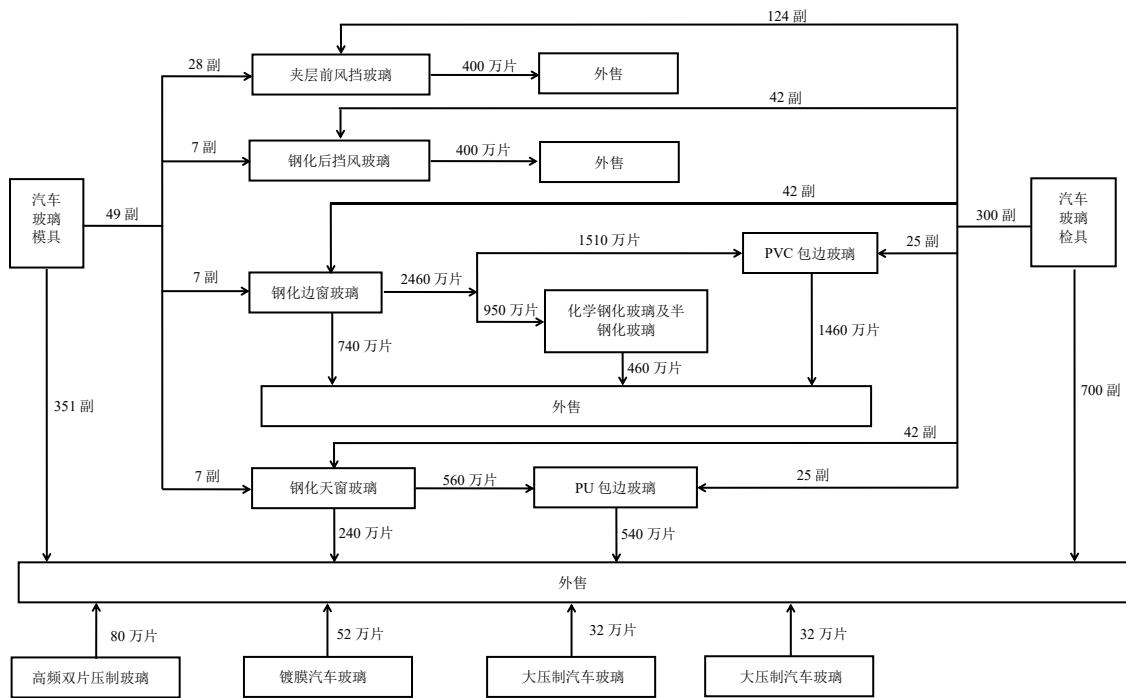 124 副
28 副
夹层前风挡玻璃
400 万片
外售
42 副
7 副
钢化后挡风玻璃
400 万片
外售
汽车
玻璃
模具
49 副
42 副
300 副
汽车
玻璃
检具
1510 万片
PVC 包边玻璃
25 副
7 副
钢化边窗玻璃
2460 万片
950 万片
化学钢化玻璃及半
钢化玻璃
740 万片
460 万片
1460 万片
外售
351 副
700 副
42 副
7 副
钢化天窗玻璃
560 万片
PU 包边玻璃
25 副
240 万片
540 万片
外售
80 万片
52 万片
32 万片
32 万片
高频双片压制玻璃
镀膜汽车玻璃
大压制汽车玻璃
大压制汽车玻璃